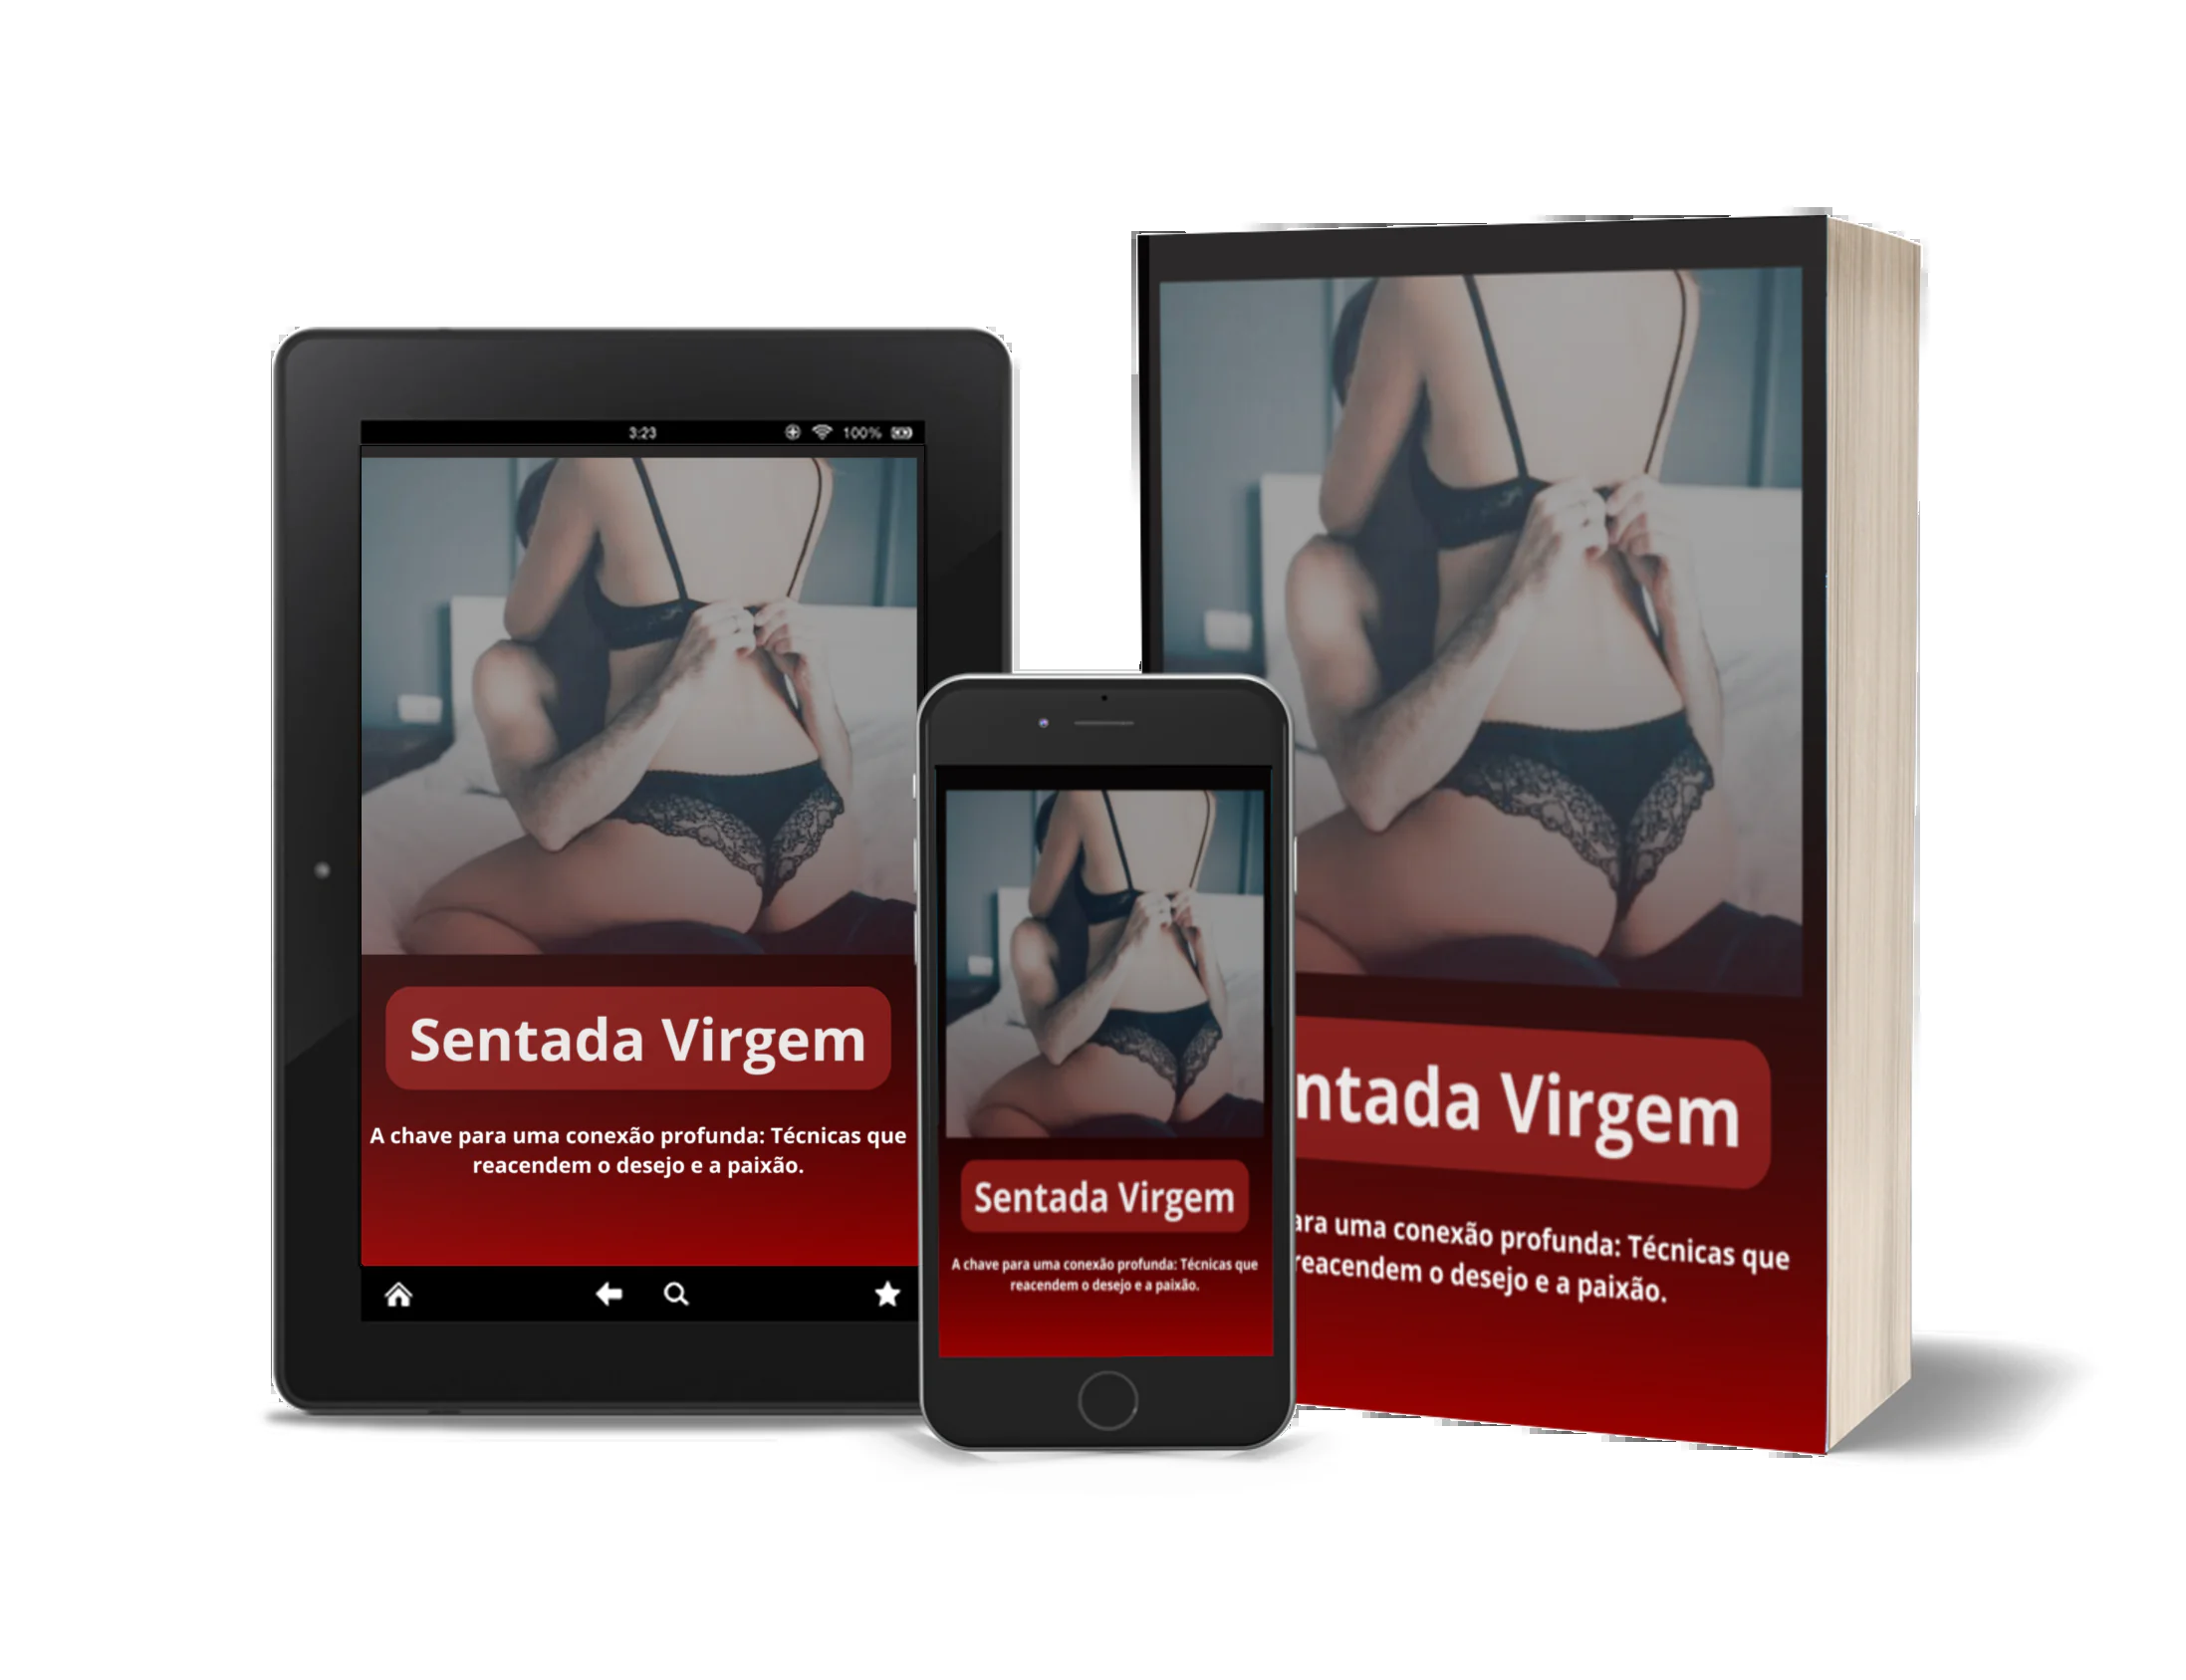 3:23 100%
Sentada Virgem
A chave para uma conexão profunda: Técnicas que
reacendem o desejo e a paixão.
Sentada Virgem
A chave para uma conexão profunda: Técnicas que
reacendem o desejo e a paixão.
ntada Virgem
ara uma conexão profunda: Técnicas que
reacendem o desejo e a paixão.